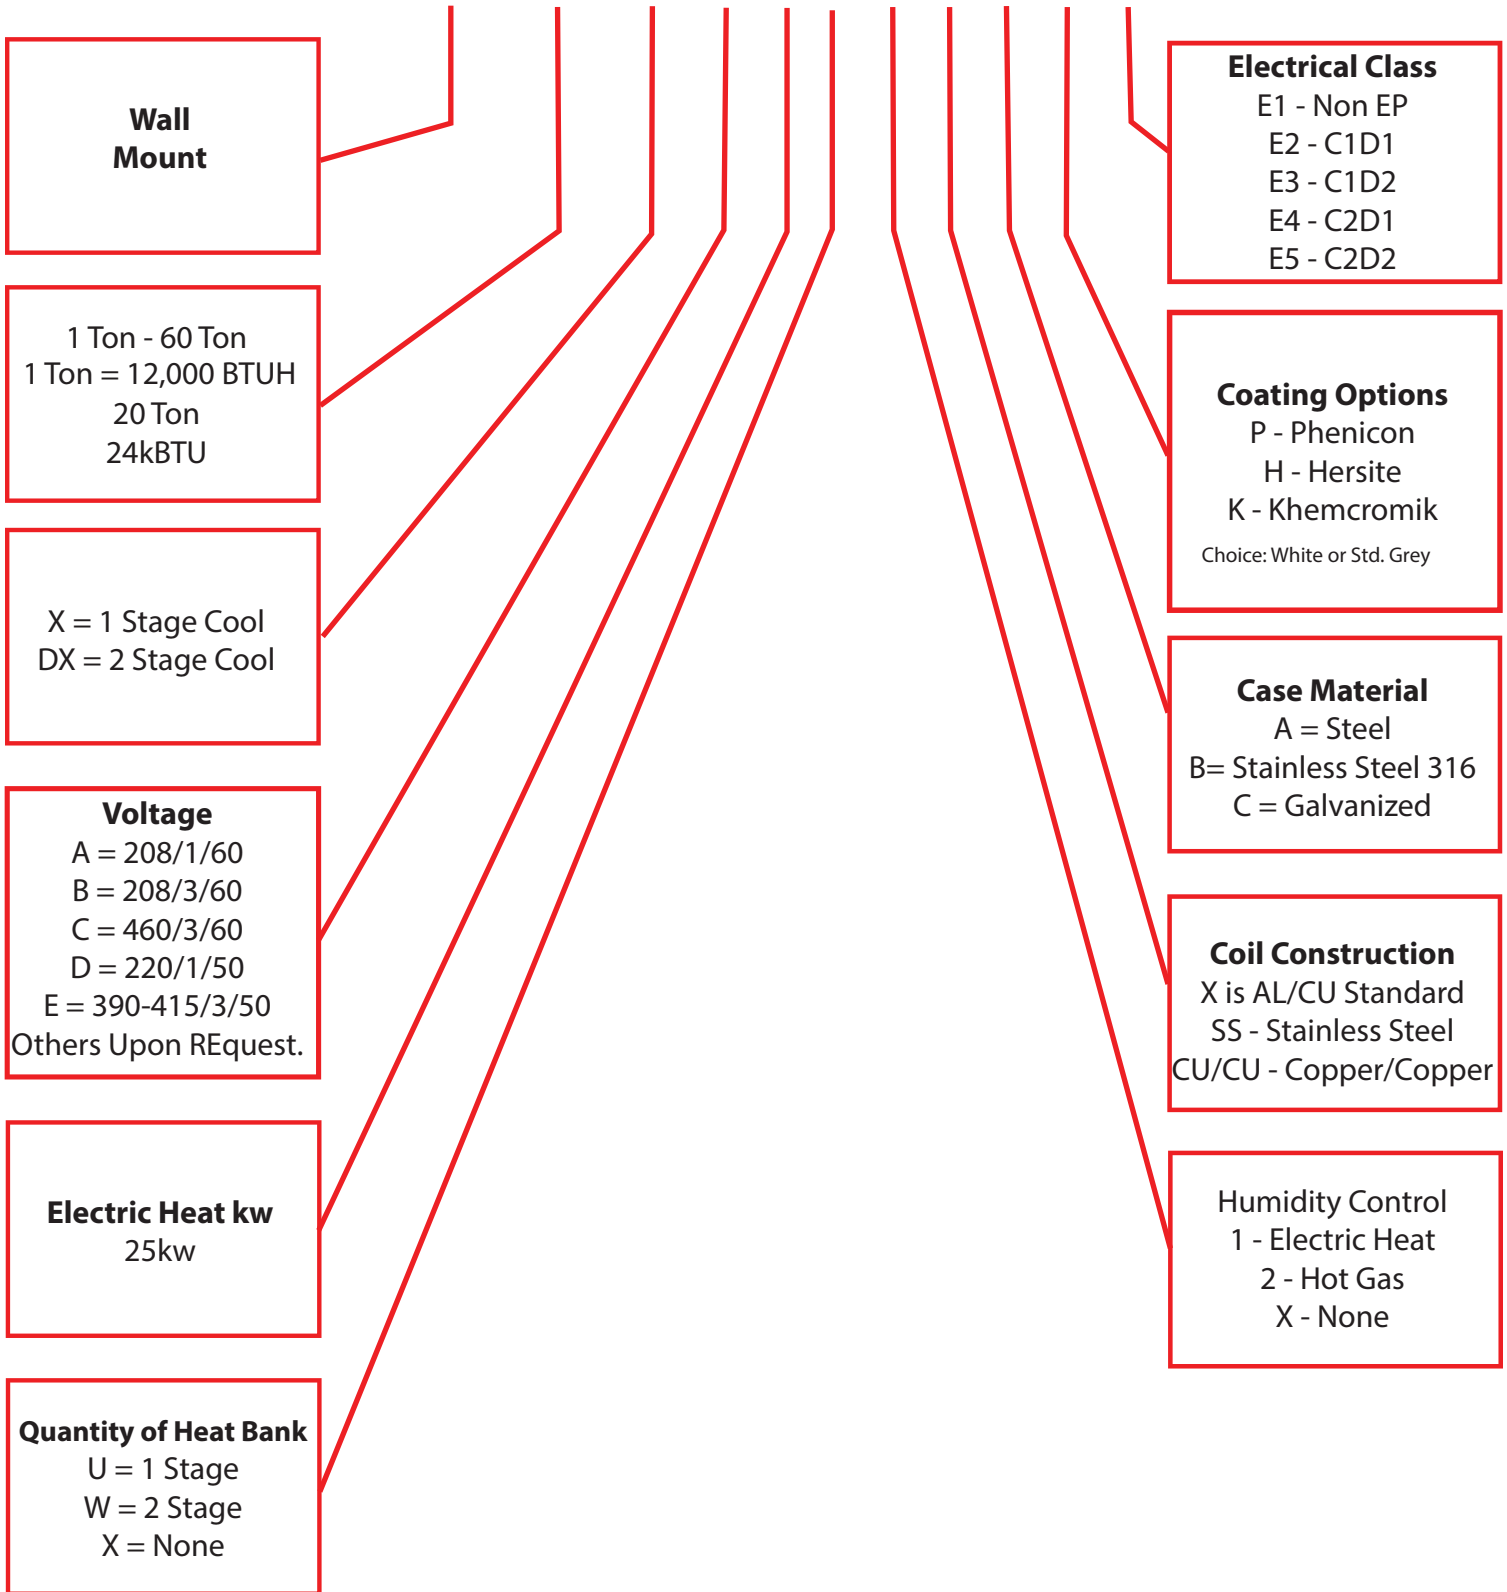 Wall
Mount
1 Ton - 60 Ton
1 Ton = 12,000 BTUH
20 Ton
24kBTU
X = 1 Stage Cool
DX = 2 Stage Cool
Voltage
A = 208/1/60
B = 208/3/60
C = 460/3/60
D = 220/1/50
E = 390-415/3/50
Others Upon REquest.
Electric Heat kw
25kw
Quantity of Heat Bank
U = 1 Stage
W = 2 Stage
X = None
Electrical Class
E1 - Non EP
E2 - C1D1
E3 - C1D2
E4 - C2D1
E5 - C2D2
Coating Options
P - Phenicon
H - Hersite
K - Khemcromik
Choice: White or Std. Grey
Case Material
A = Steel
B= Stainless Steel 316
C = Galvanized
Coil Construction
X is AL/CU Standard
SS - Stainless Steel
CU/CU - Copper/Copper
Humidity Control
1 - Electric Heat
2 - Hot Gas
X - None